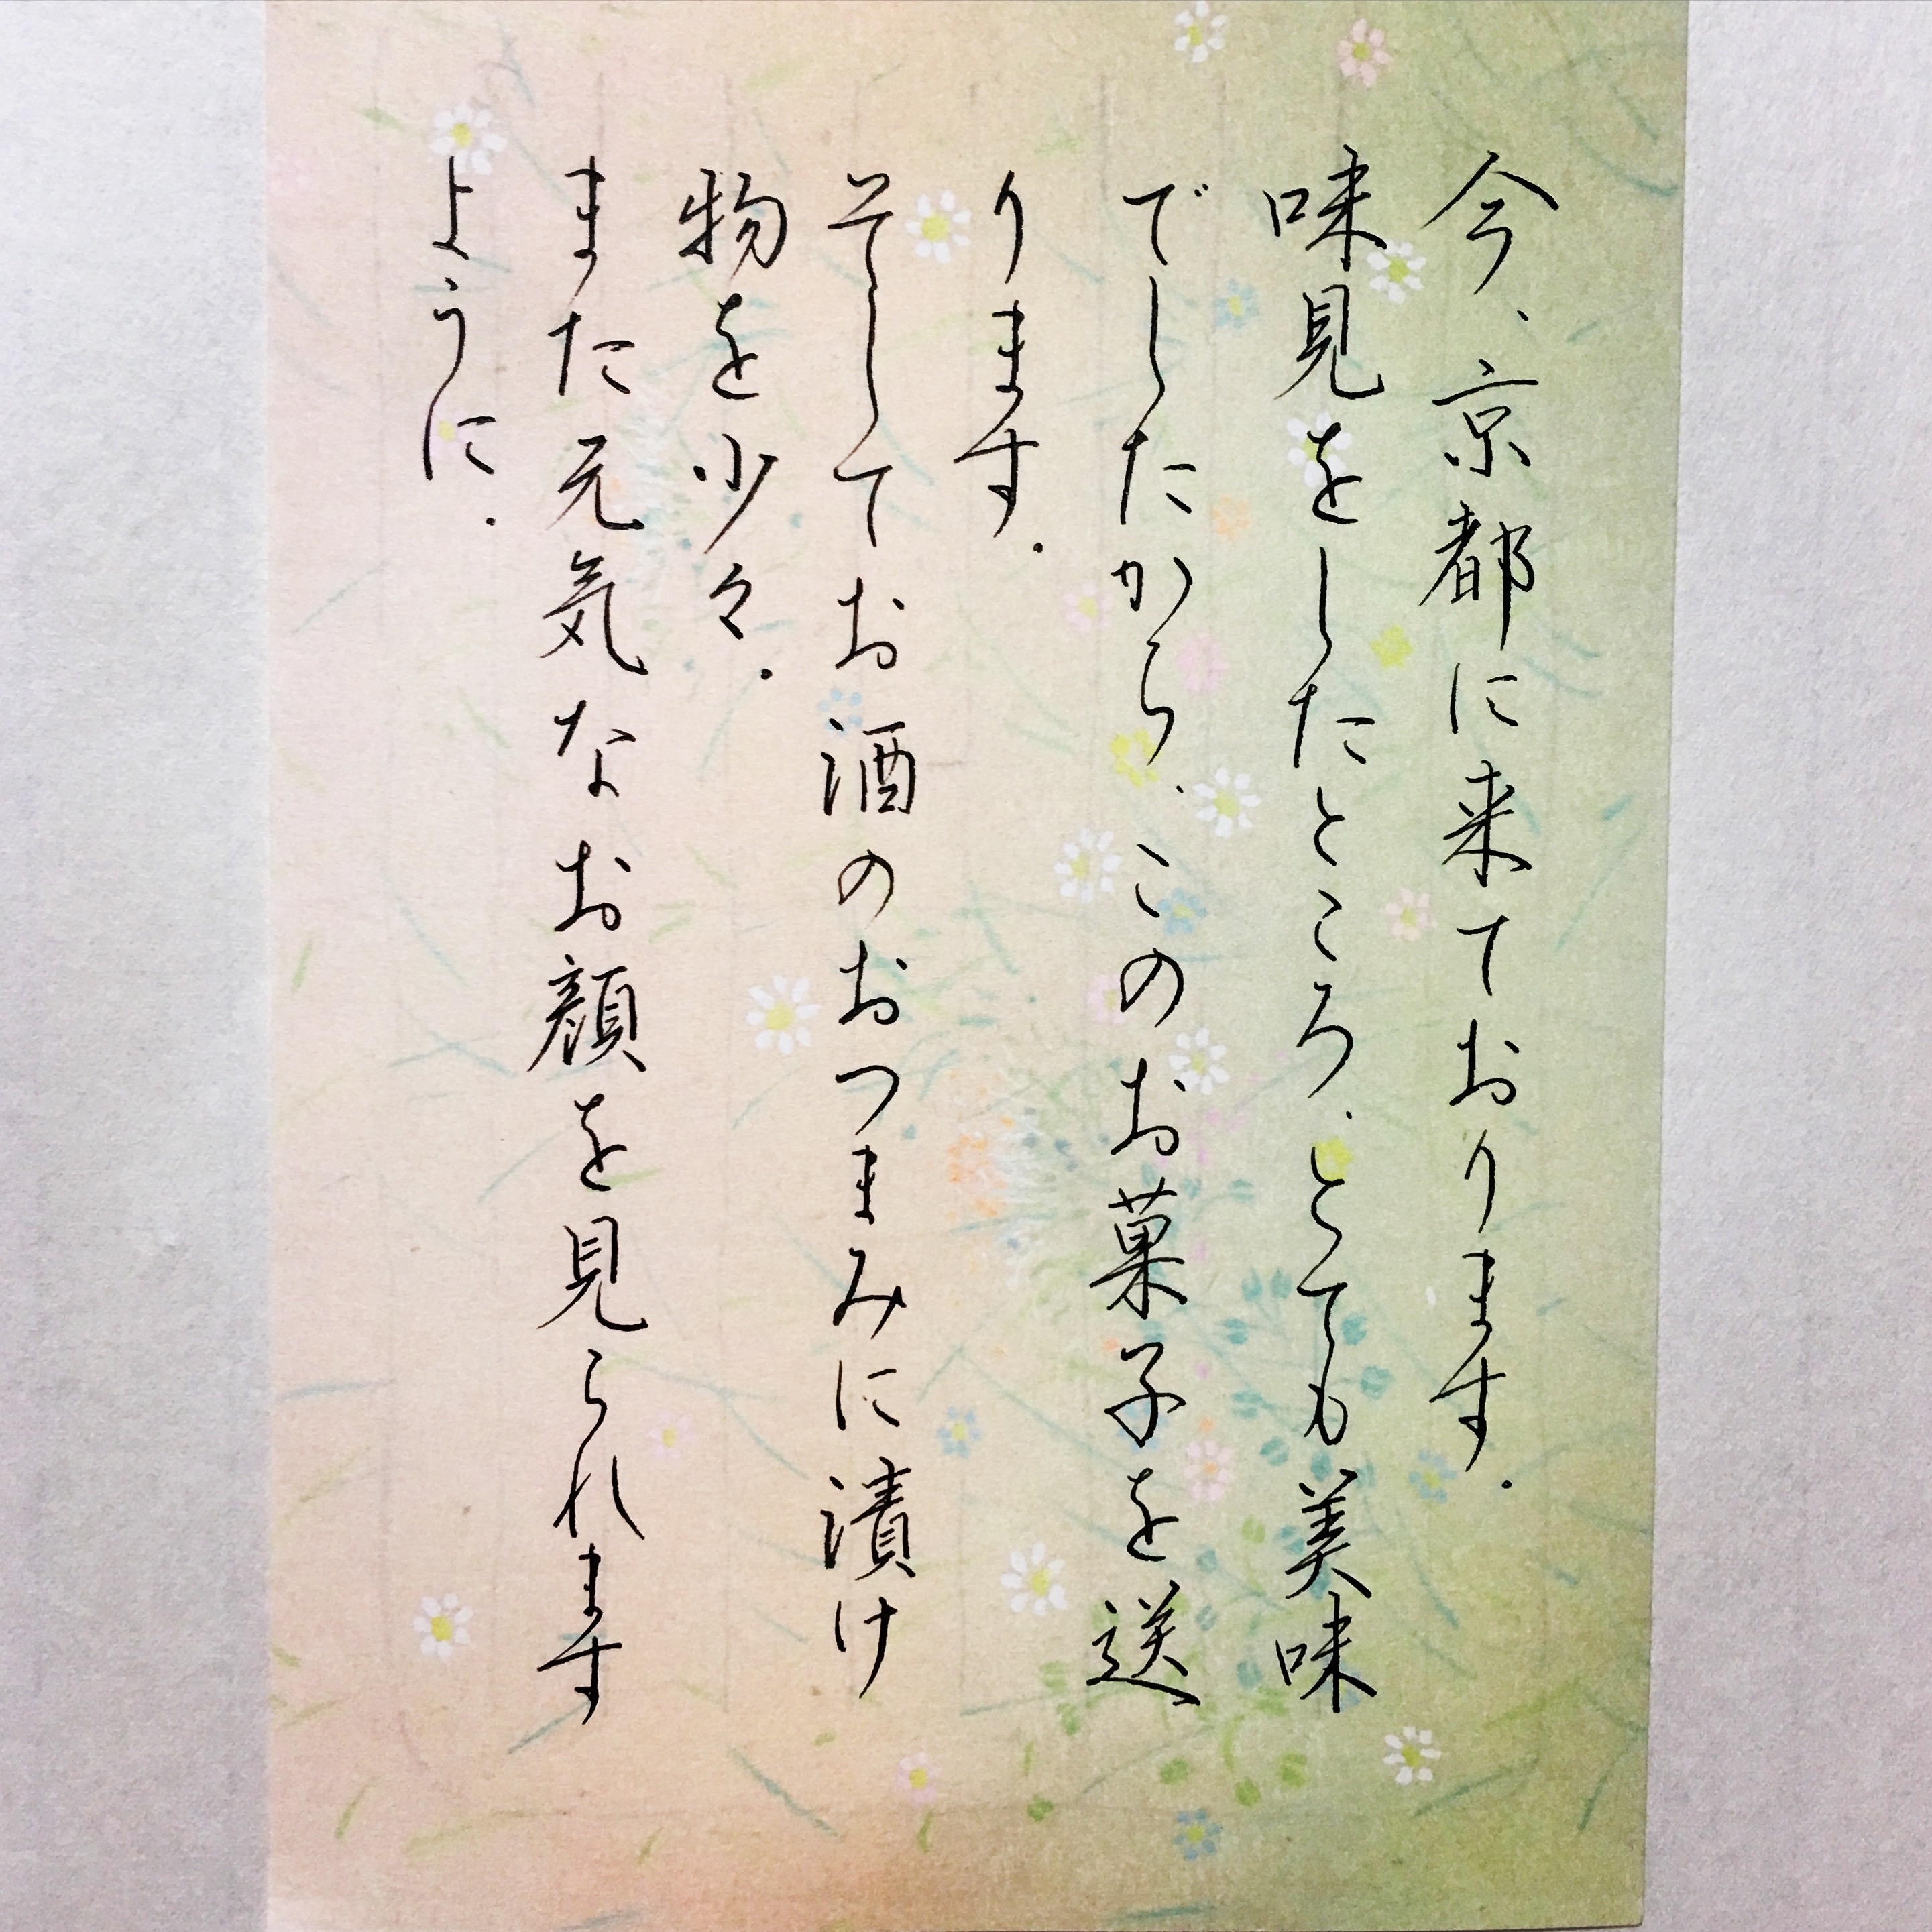 今、京都に来ております.
味見をしたところ、とても美味
でしたから、このお菓子を送
ります.
そしてお酒のおつまみに漬け
物を少々.
また元気なお顔を見られます
ように.